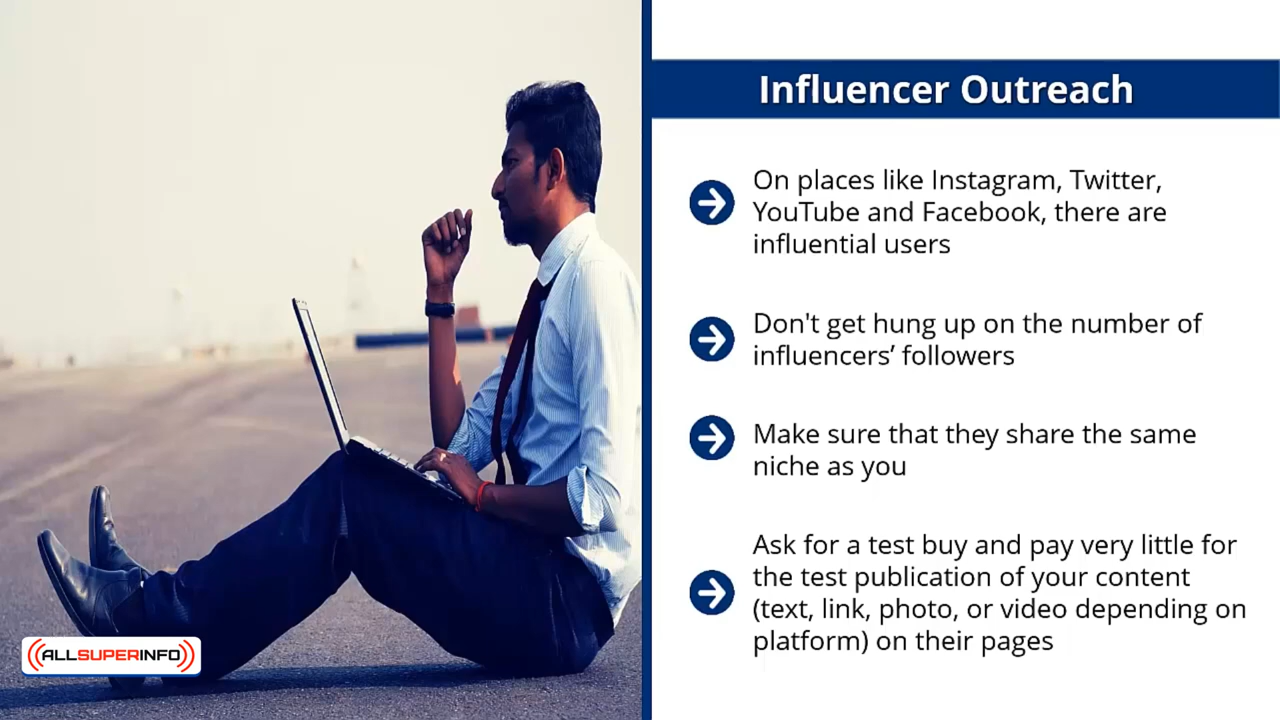 Influencer Outreach
On places like Instagram, Twitter,
YouTube and Facebook, there are
influential users
Don't get hung up on the number of
influencers’ followers
Make sure that they share the same
niche as you
Ask for a test buy and pay very little for
the test publication of your content
(text, link, photo, or video depending on
platform) on their pages
ALLSUPERINFO